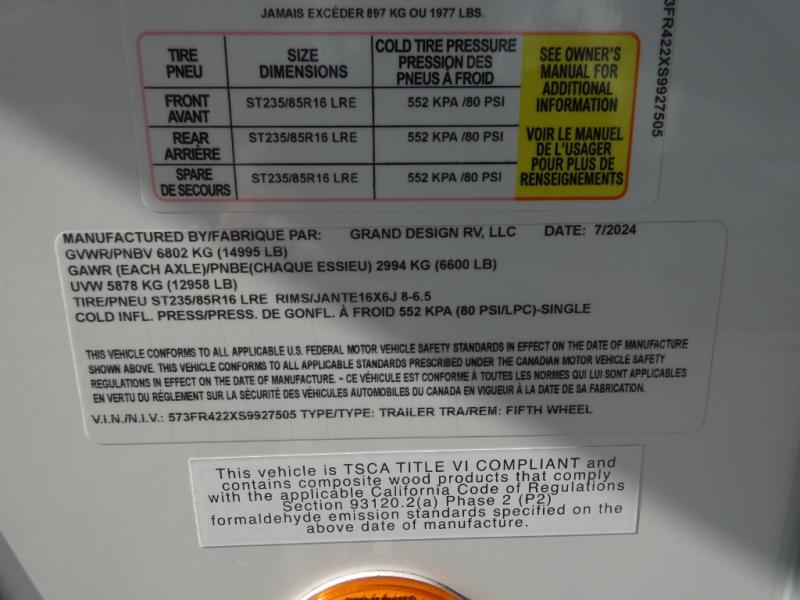 JAMAIS EXCÉDER 897 KG OU 1977 LBS.
TIRE PNEU SIZE DIMENSIONS COLD TIRE PRESSURE PRESSION DES PNEUS À FROID
FRONT AVANT ST235/85R16 LRE 552 KPA /80 PSI
REAR ARRIÈRE ST235/85R16 LRE 552 KPA /80 PSI
SPARE DE SECOURS ST235/85R16 LRE 552 KPA /80 PSI
SEE OWNER'S
MANUAL FOR
ADDITIONAL
INFORMATION
VOIR LE MANUEL
DE L'USAGER
POUR PLUS DE
RENSEIGNEMENTS
73FR422XS9927505
MANUFACTURED BY/FABRIQUE PAR: GRAND DESIGN RV, LLC DATE: 7/2024
GVWR/PNBV 6802 KG (14995 LB)
GAWR (EACH AXLE)/PNBE(CHAQUE ESSIEU) 2994 KG (6600 LB)
UVW 5878 KG (12958 LB)
TIRE/PNEU ST235/85R16 LRE RIMS/JANTE16X6J 8-6.5
COLD INFL. PRESS/PRESS. DE GONFL. À FROID 552 KPA (80 PSI/LPC)-SINGLE
THIS VEHICLE CONFORMS TO ALL APPLICABLE U.S. FEDERAL MOTOR VEHICLE SAFETY STANDARDS IN EFFECT ON THE DATE OF MANUFACTURE
SHOWN ABOVE. THIS VEHICLE CONFORMS TO ALL APPLICABLE STANDARDS PRESCRIBED UNDER THE CANADIAN MOTOR VEHICLE SAFETY
REGULATIONS IN EFFECT ON THE DATE OF MANUFACTURE. ~ CE VÉHICULE EST CONFORME À TOUTES LES NORMES QUI LUI SONT APPLICABLES
EN VERTU DU RÉGLEMENT SUR LA SÉCURITÉ DES VÉHICULES AUTOMOBILES DU CANADA EN VIGUEUR À LA DATE DE SA FABRICATION.
V.I.N./N.I.V.: 573FR422XS9927505 TYPE/TYPE: TRAILER TRA/REM: FIFTH WHEEL
This vehicle is TSCA TITLE VI COMPLIANT and
contains composite wood products that comply
with the applicable California Code of Regulations
Section 93120.2(a) Phase 2 (P2)
formaldehyde emission standards specified on the
above date of manufacture.